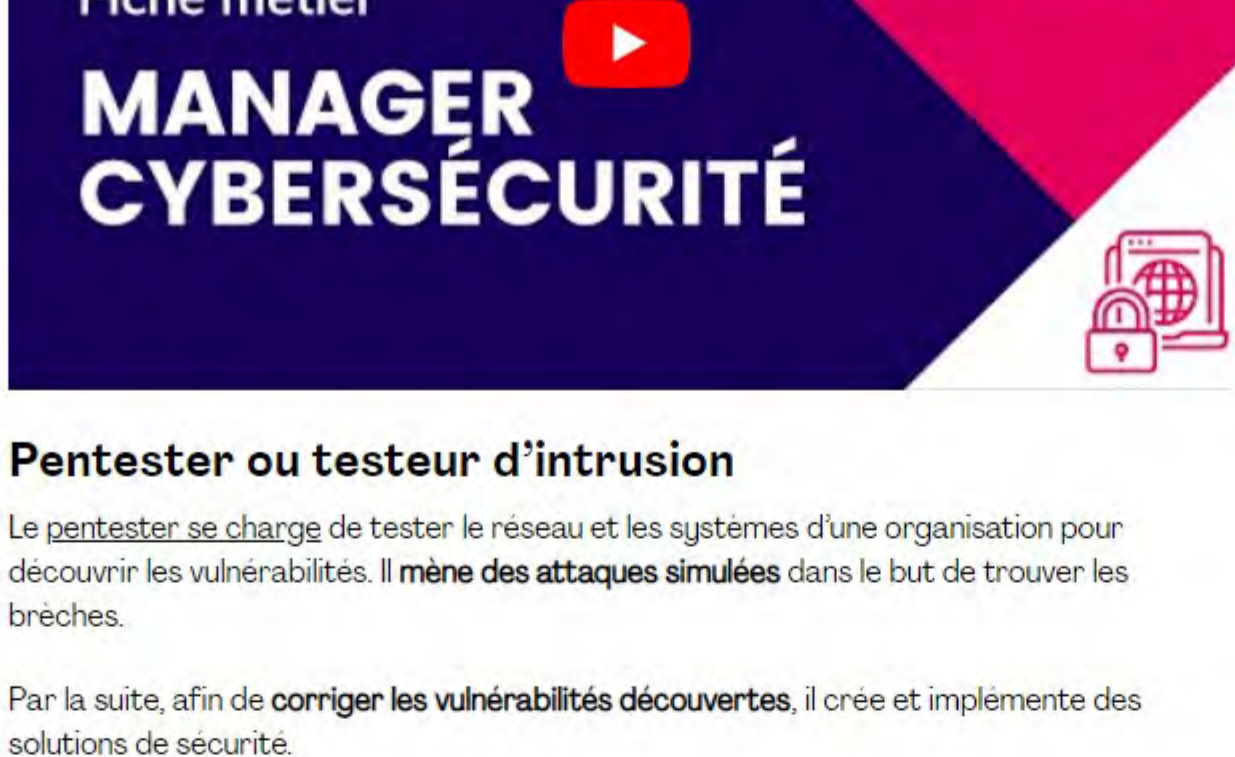 Fiche métier
MANAGER
CYBERSÉCURITÉ
Pentester ou testeur d'intrusion
Le pentester se charge de tester le réseau et les systèmes d'une organisation pour
découvrir les vulnérabilités. Il mène des attaques simulées dans le but de trouver les
brèches.
Par la suite, afin de corriger les vulnérabilités découvertes, il crée et implémente des
solutions de sécurité.